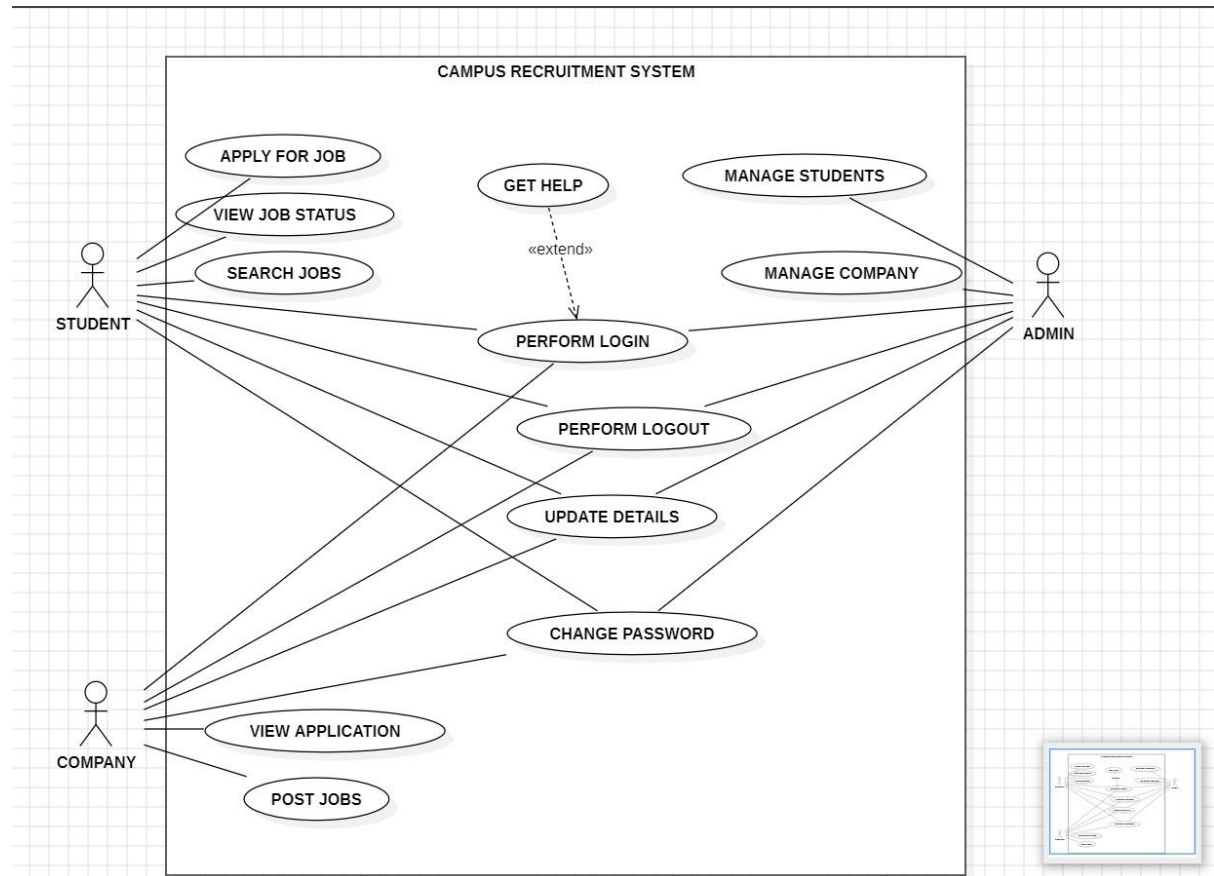 CAMPUS RECRUITMENT SYSTEM
APPLY FOR JOB
GET HELP
MANAGE STUDENTS
VIEW JOB STATUS
«extend»
SEARCH JOBS
MANAGE COMPANY
STUDENT
ADMIN
PERFORM LOGIN
PERFORM LOGOUT
UPDATE DETAILS
CHANGE PASSWORD
VIEW APPLICATION
COMPANY
POST JOBS